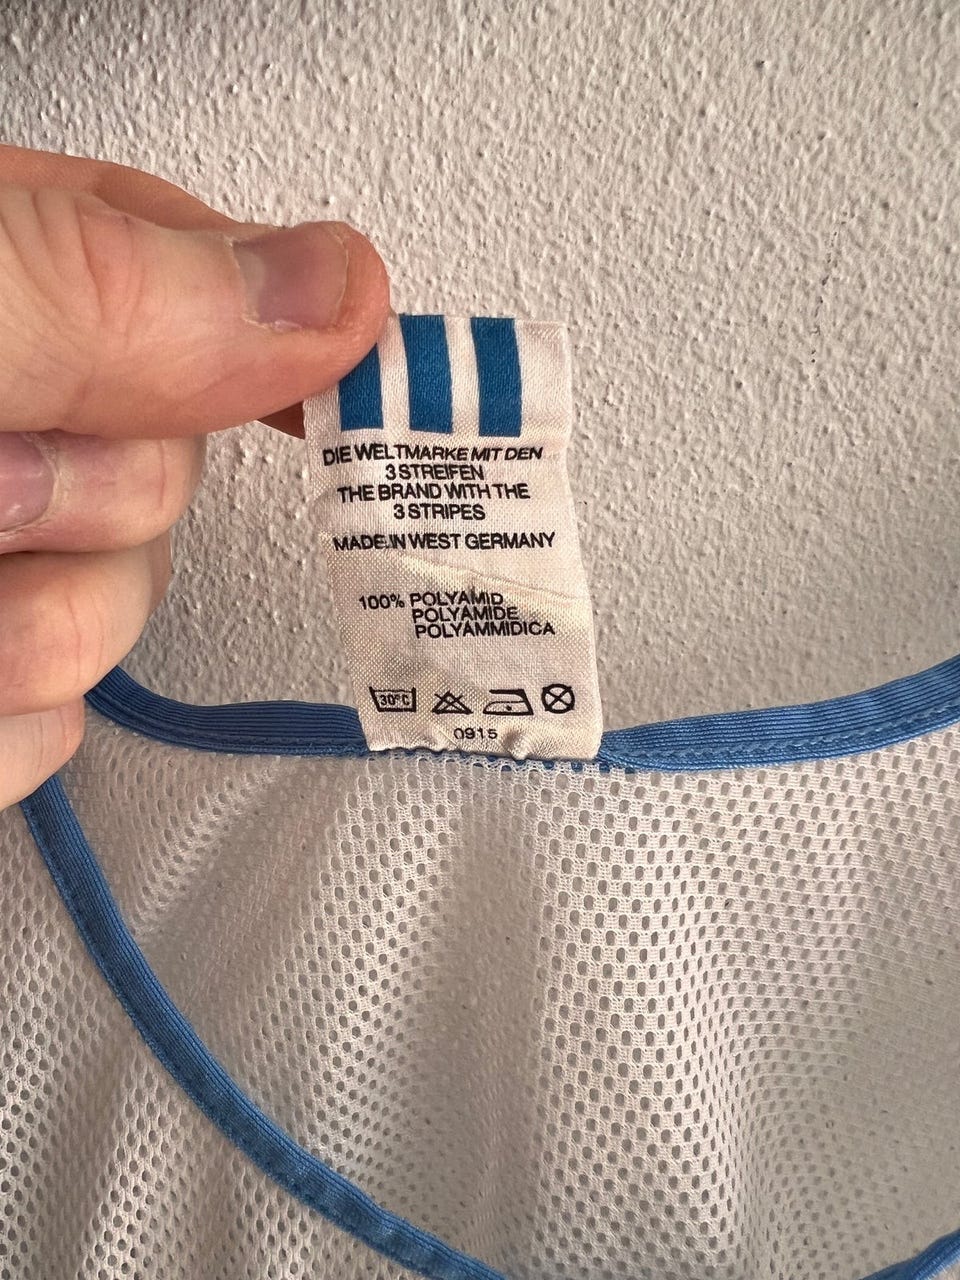 DIE WELTMARKE MIT DEN
3 STREIFEN
THE BRAND WITH THE
3 STRIPES
MADE IN WEST GERMANY
100% POLYAMID
POLYAMIDE
POLYAMMIDICA
30°C
0915